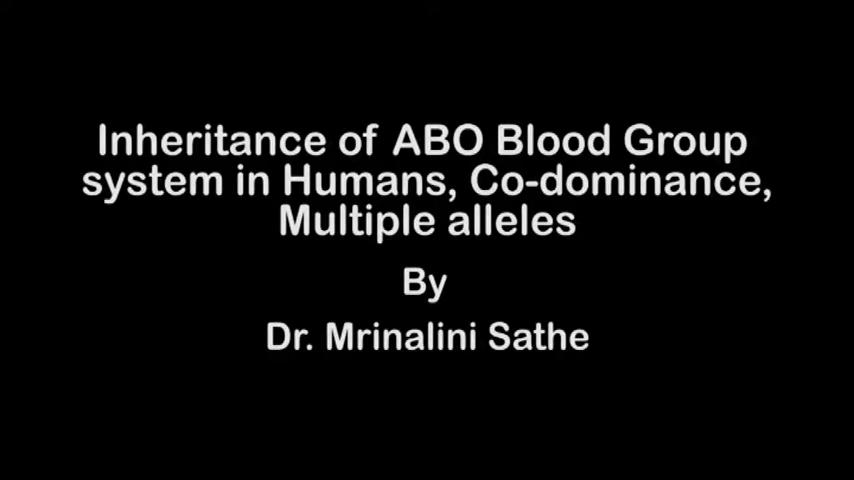 Inheritance of ABO Blood Group
system in Humans, Co-dominance,
Multiple alleles
By
Dr. Mrinalini Sathe